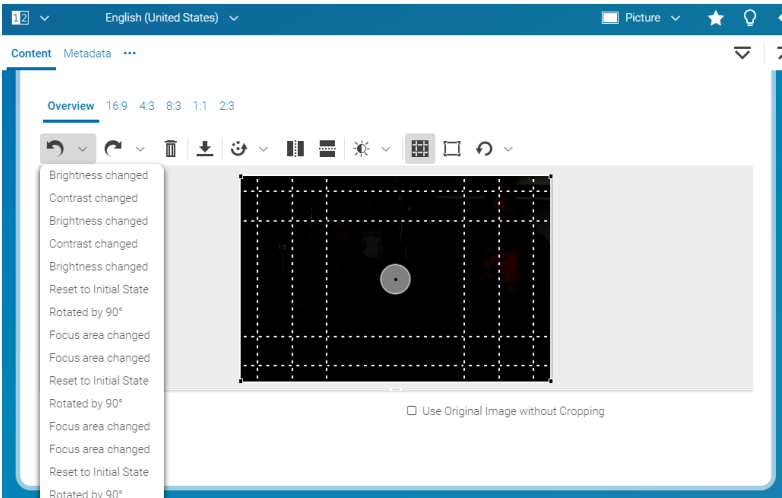 12 English (United States) Picture
Content Metadata ...
Overview 16:9 4:3 8:3 1:1 2:3
Brightness changed
Contrast changed
Brightness changed
Contrast changed
Brightness changed
Reset to Initial State
Rotated by 90°
Focus area changed
Focus area changed
Reset to Initial State
Rotated by 90°
Use Original Image without Cropping
Focus area changed
Focus area changed
Reset to Initial State
Rotated by 90°